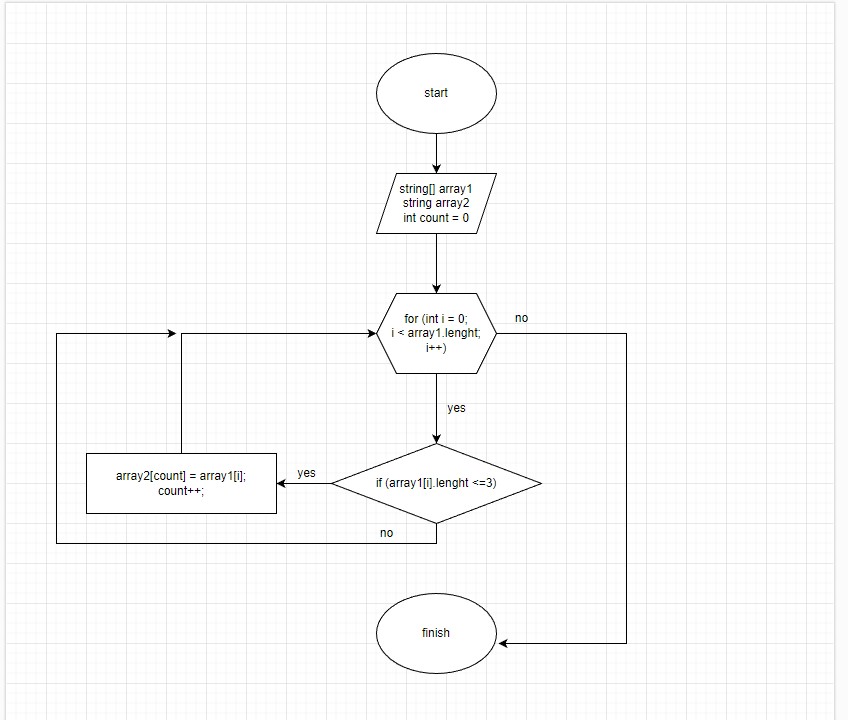 start
string[] array1
string array2
int count = 0
for (int i = 0;
i < array1.lenght;
i++)
no
yes
if (array1[i].lenght <=3)
yes
array2[count] = array1[i];
count++;
no
finish